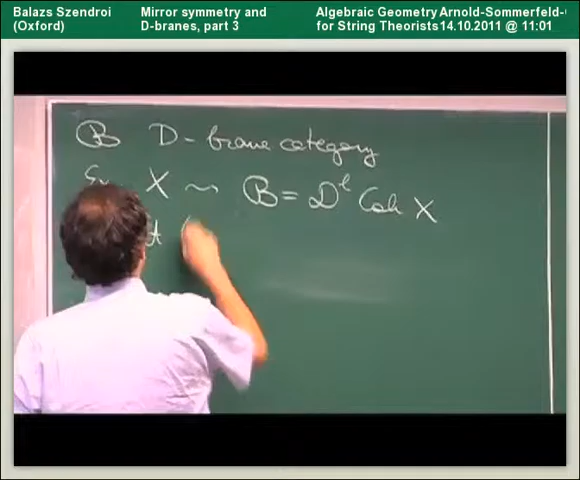 Balazs Szendroi (Oxford)
Mirror symmetry and D-branes, part 3
Algebraic Geometry for String Theorists
Arnold-Sommerfeld-
14.10.2011 @ 11:01
B D-brane category
X ⇝ B = D^b Coh X